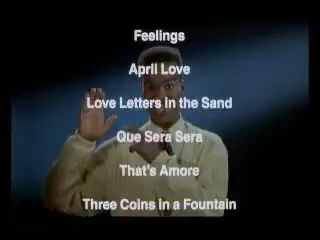 Feelings
April Love
Love Letters in the Sand
Que Sera Sera
That's Amore
Three Coins in a Fountain